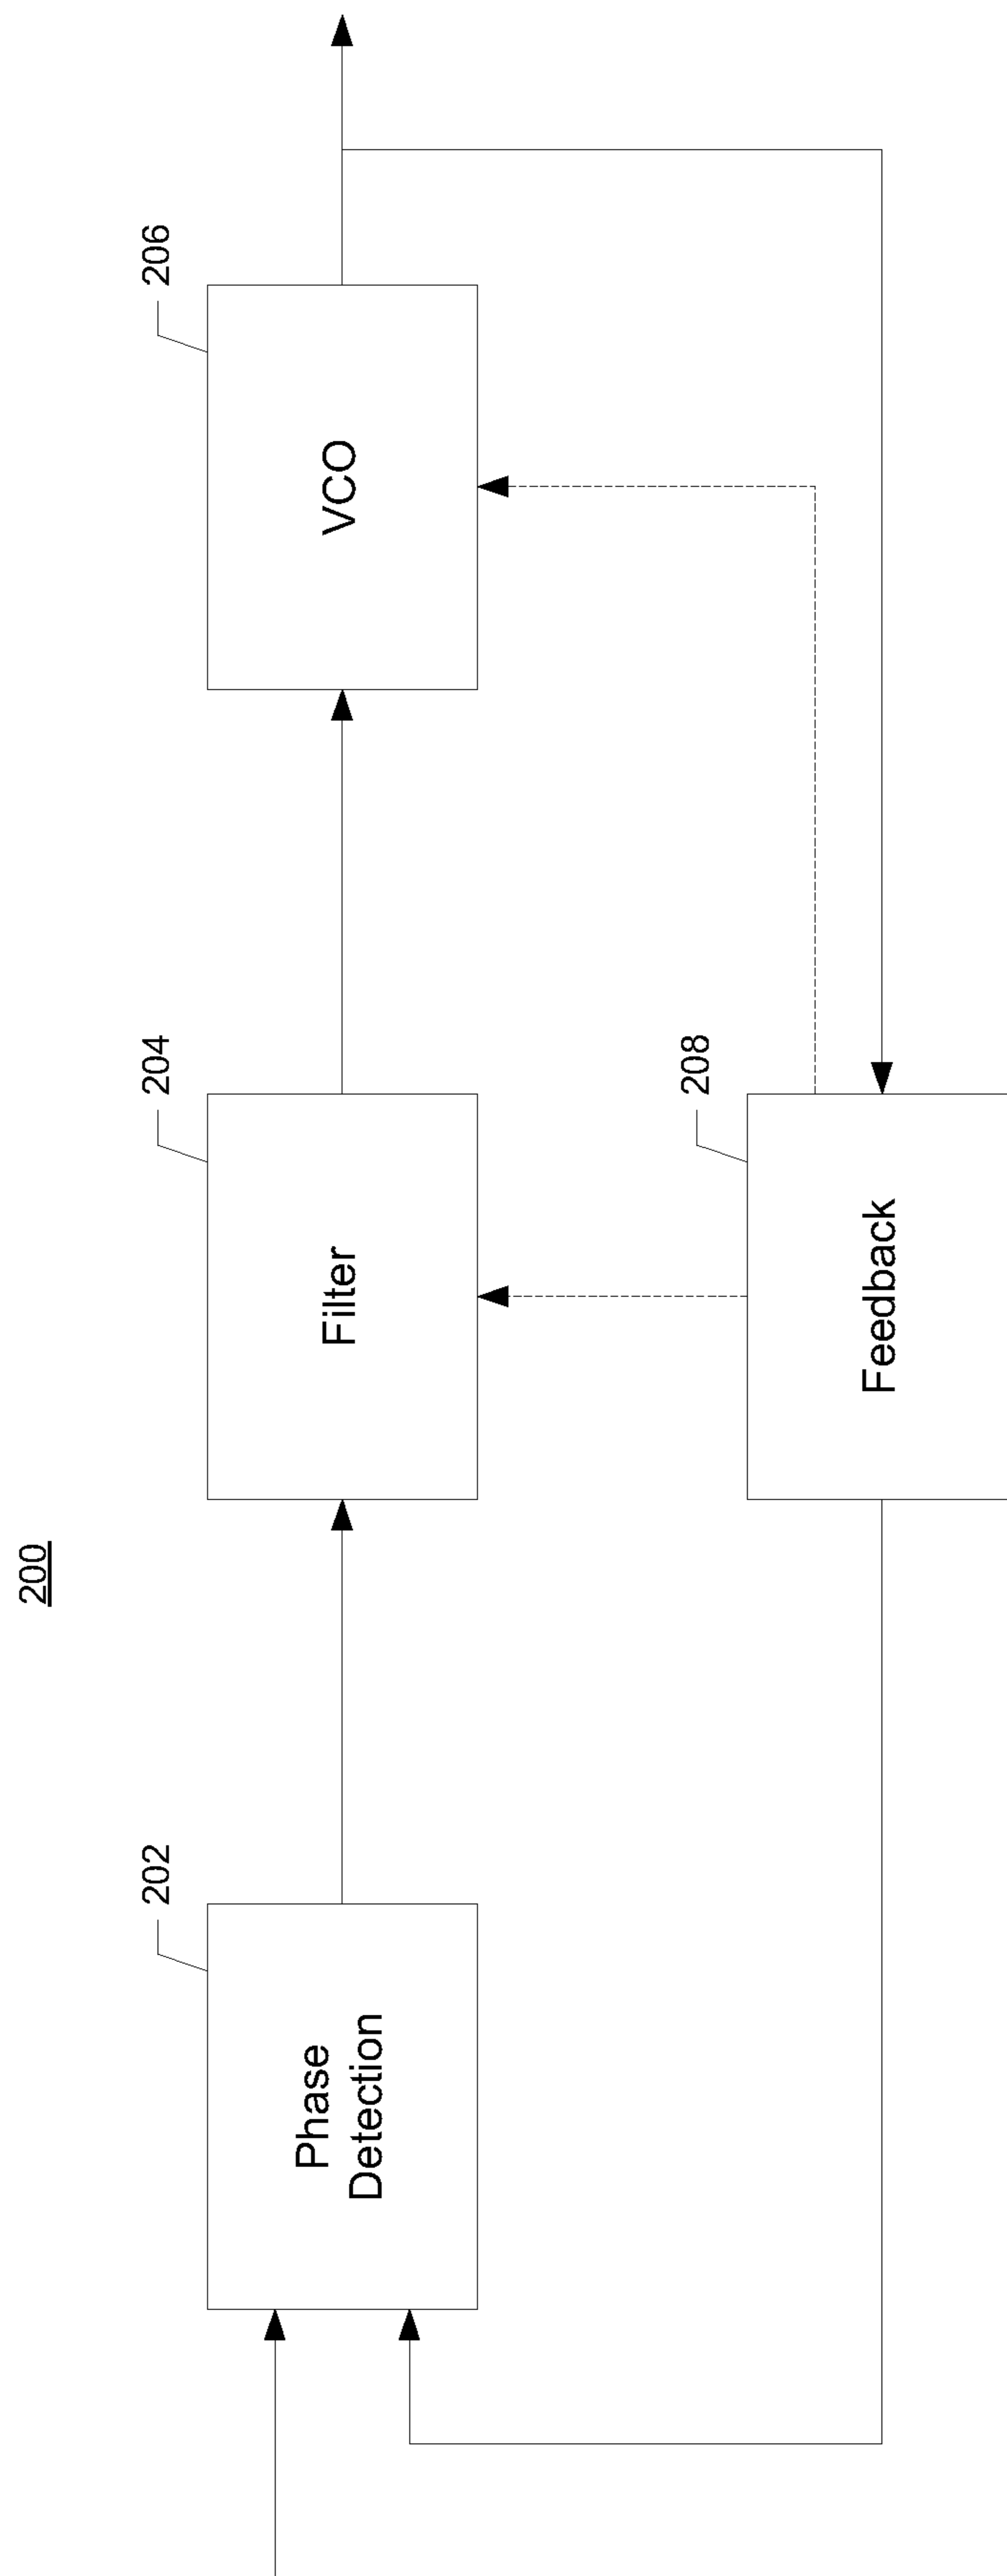 200
202
204
206
Phase
Detection
Filter
VCO
208
Feedback